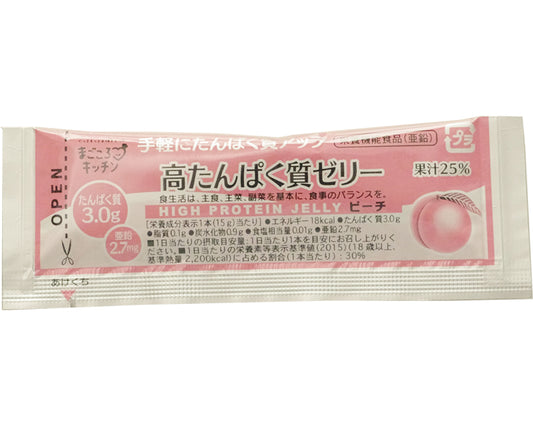 手軽にたんぱく質アップ
栄養機能食品(亜鉛)
プラ
まごころ
キッチン
高たんぱく質ゼリー
果汁25%
食生活は、主食、主菜、副菜を基本に、食事のバランスを。
HIGH PROTEIN JELLY ピーチ
たんぱく質
3.0g
亜鉛
2.7mg
[栄養成分表示1本(15g)当たり]●エネルギー18kcal●たんぱく質3.0g
●脂質0.1g●炭水化物0.9g●食塩相当量0.01g●亜鉛2.7mg
■1日当たりの摂取目安量:1日当たり1本を目安にお召し上がりく
ださい。■1日当たりの栄養素等表示基準値(2015)(18歳以上、
基準熱量2,200kcal)に占める割合(1本当たり):30%
OPEN
あけくち